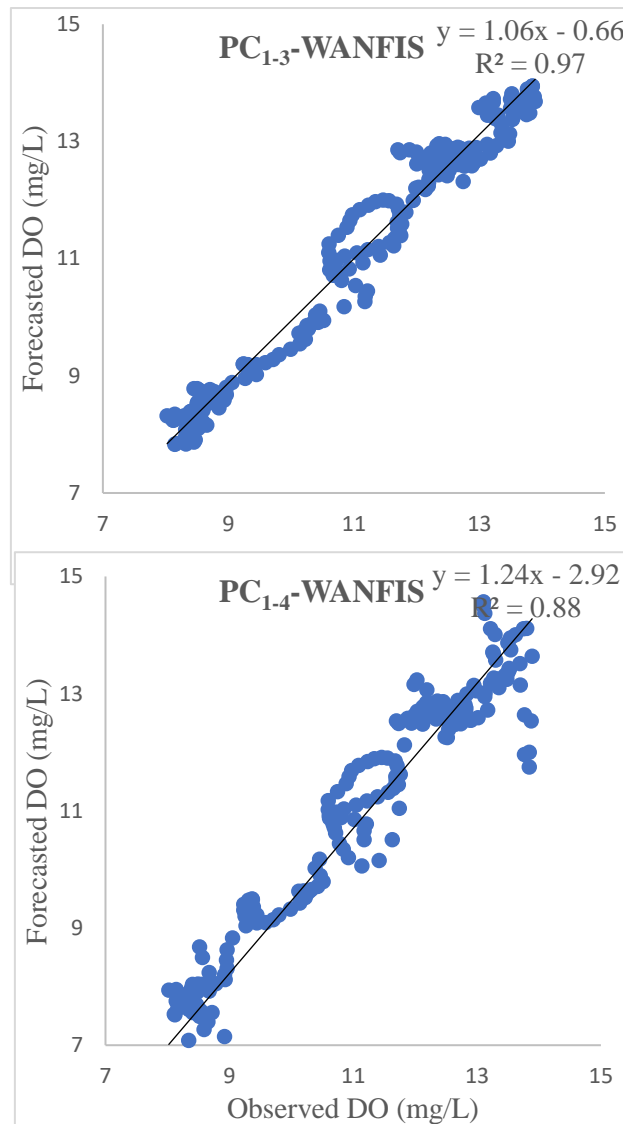 PC₁₋₃-WANFIS
y = 1.06x - 0.66
R² = 0.97
Forecasted DO (mg/L)
15
13
11
9
7
7 9 11 13 15
PC₁₋₄-WANFIS
y = 1.24x - 2.92
R² = 0.88
Forecasted DO (mg/L)
15
13
11
9
7
7 9 11 13 15
Observed DO (mg/L)